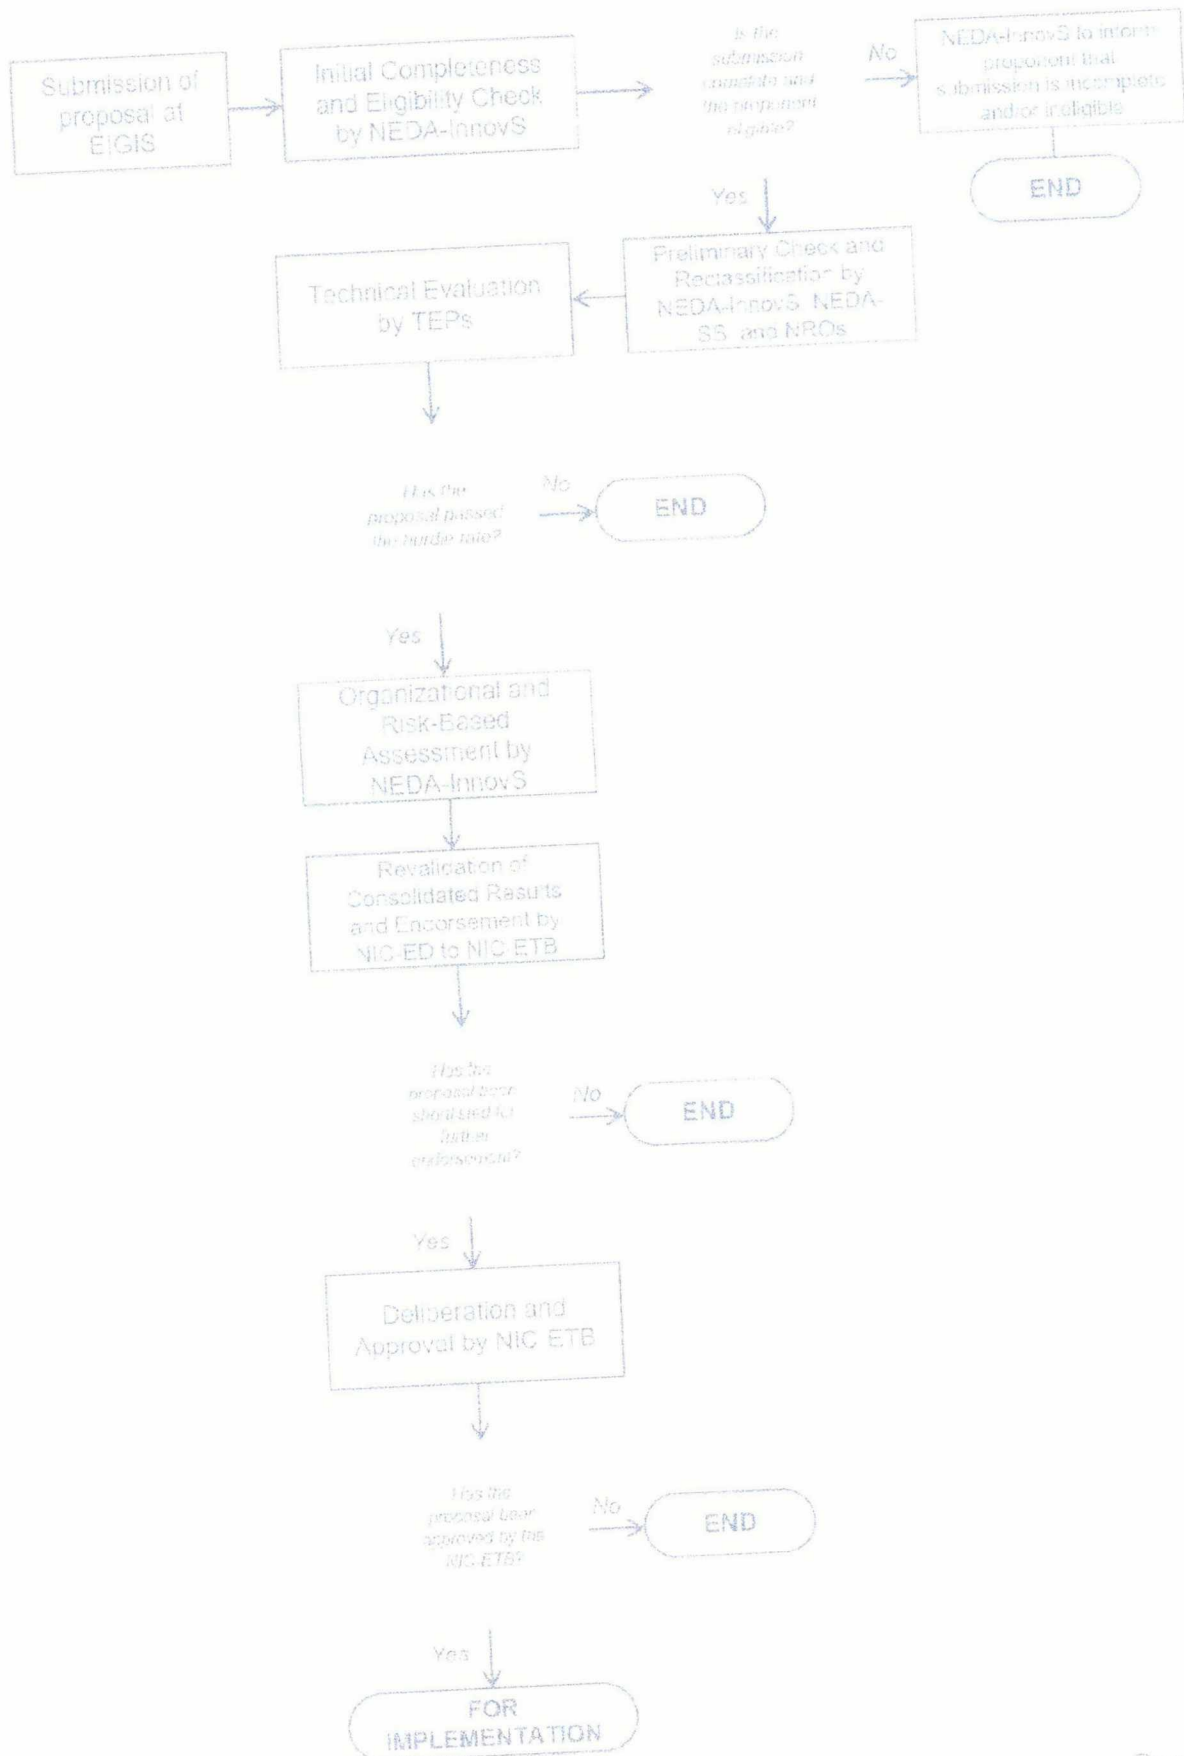 Submission of
proposal at
EIGIS
Initial Completeness
and Eligibility Check
by NEDA-InnovS
Is the
submission
complete and
the proponent
eligible?
No
NEDA-InnovS to inform
proponent that
submission is incomplete
and/or ineligible
END
Yes
Preliminary Check and
Reclassification by
NEDA-InnovS, NEDA-
SS, and NROs
Technical Evaluation
by TEPs
Has the
proposal passed
the hurdle rate?
No
END
Yes
Organizational and
Risk-Based
Assessment by
NEDA-InnovS
Revalidation of
Consolidated Results
and Endorsement by
NIC-ED to NIC ETB
Has the
proposal been
shortlisted for
further
endorsement?
No
END
Yes
Deliberation and
Approval by NIC ETB
Has the
proposal been
approved by the
NIC-ETB?
No
END
Yes
FOR
IMPLEMENTATION